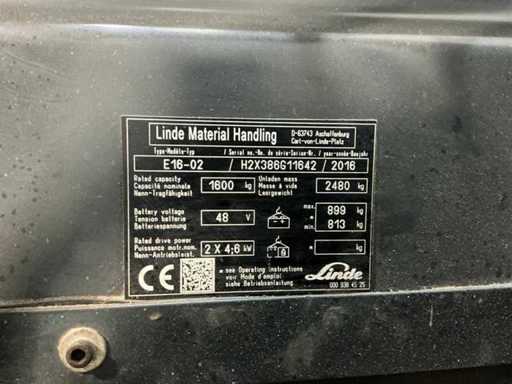 Linde Material Handling
D-63743 Aschaffenburg
Carl-von-Linde-Platz
Type-Modèle-Typ / Serial no.-No. de série-Serien-Nr. / year-année-Baujahr
E16-02 / H2X386G11642 / 2016
Rated capacity
Capacité nominale 1600 kg
Nenn-Tragfähigkeit
Unladen mass
Masse à vide 2480 kg
Leergewicht
Battery voltage
Tension batterie 48 V
Batteriespannung
max. 899 kg
min. 813 kg
Rated drive power
Puissance motr.nom. 2 X 4;6 kW
Nenn-Antriebsleist.
* * kg
CE
* see Operating instructions
voir Mode d'emploi
siehe Betriebsanleitung
Linde
000 938 45 25